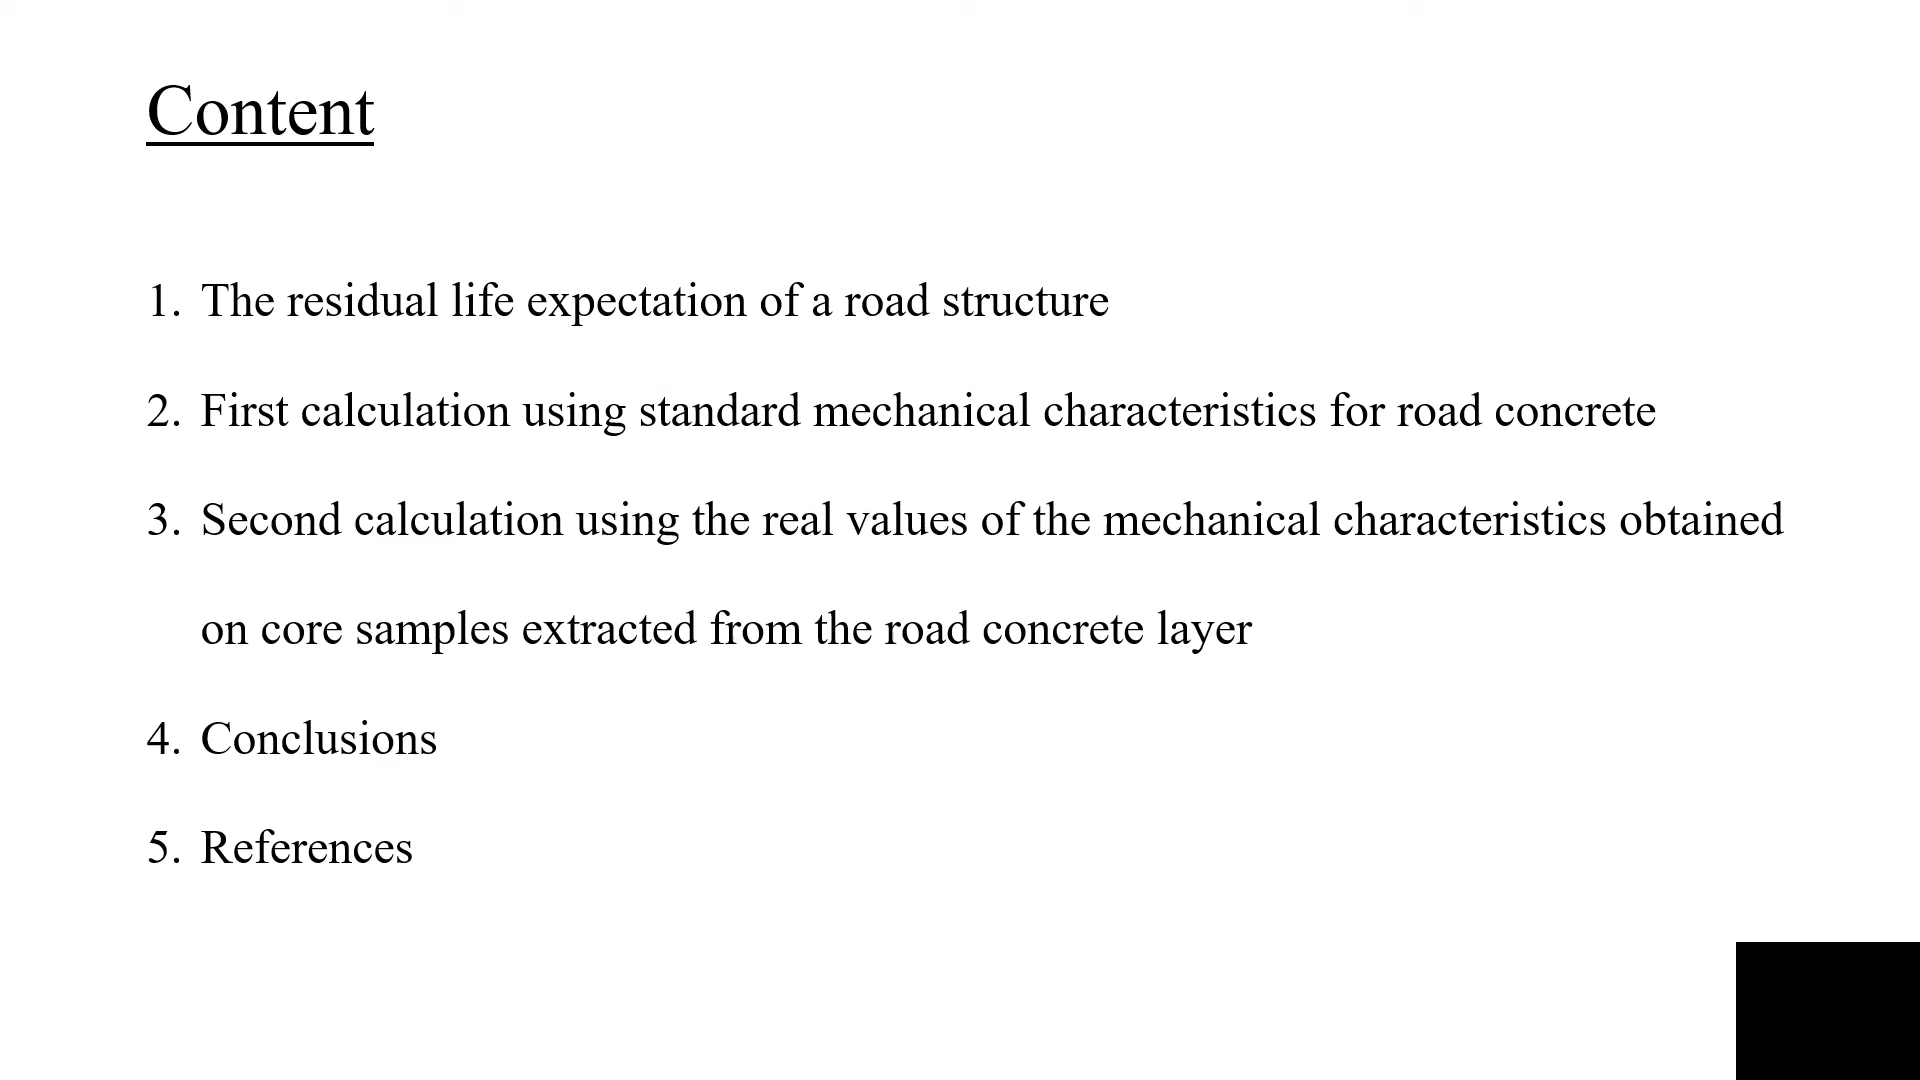 Content
1. The residual life expectation of a road structure
2. First calculation using standard mechanical characteristics for road concrete
3. Second calculation using the real values of the mechanical characteristics obtained
on core samples extracted from the road concrete layer
4. Conclusions
5. References